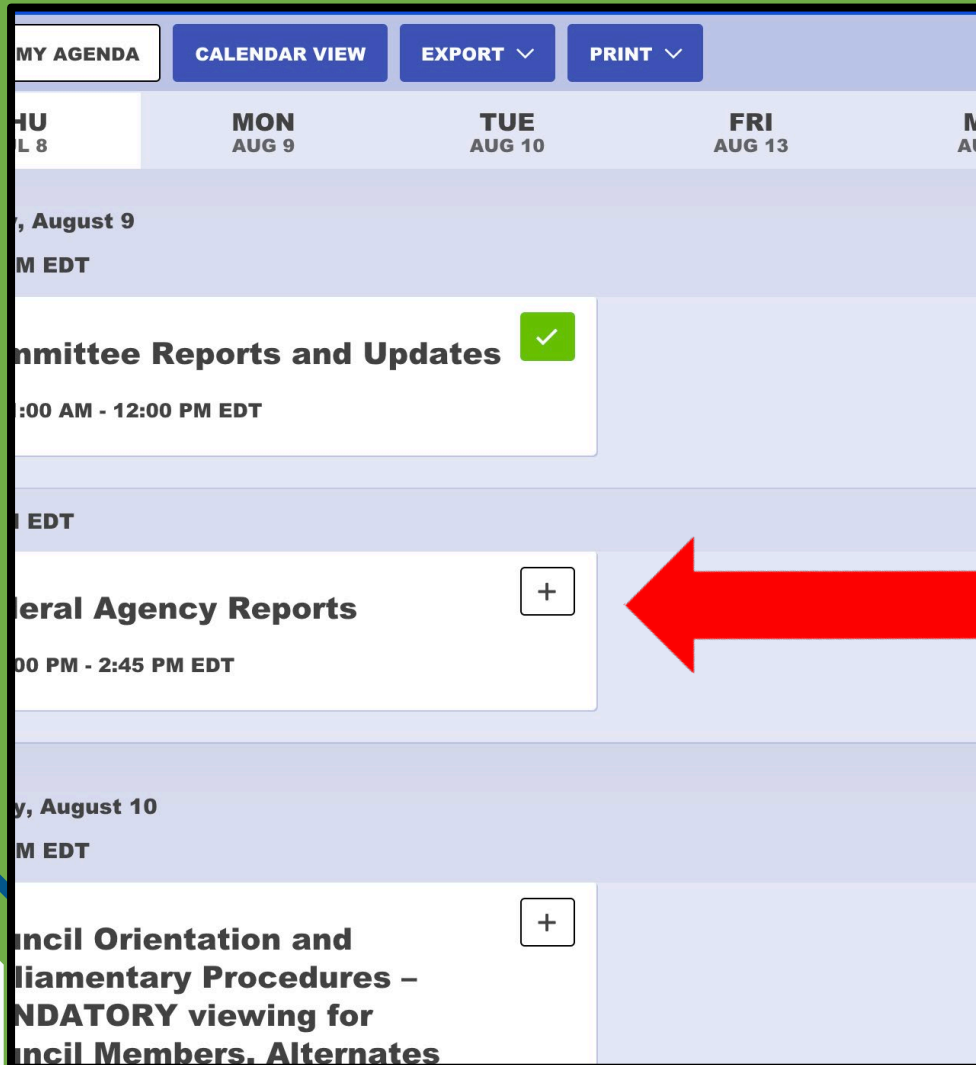 MY AGENDA CALENDAR VIEW EXPORT PRINT
HU MON TUE FRI
L 8 AUG 9 AUG 10 AUG 13
, August 9
M EDT
mmittee Reports and Updates
:00 AM - 12:00 PM EDT
EDT
leral Agency Reports
00 PM - 2:45 PM EDT
y, August 10
M EDT
uncil Orientation and
liamentary Procedures –
NDATORY viewing for
uncil Members, Alternates